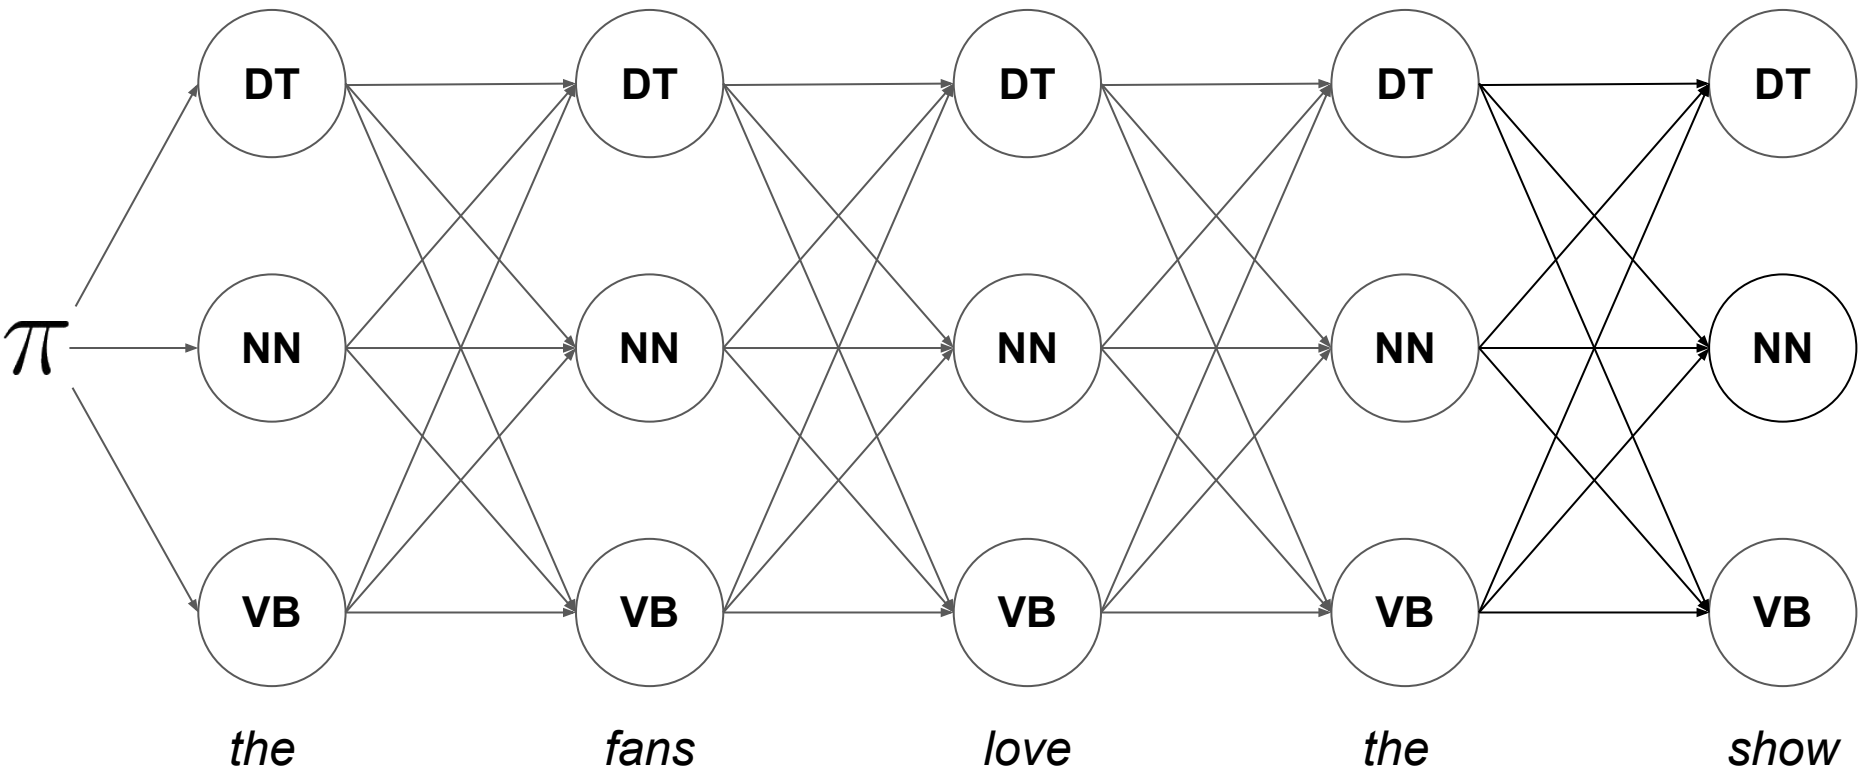 DT DT DT DT DT
π NN NN NN NN NN
VB VB VB VB VB
the fans love the show